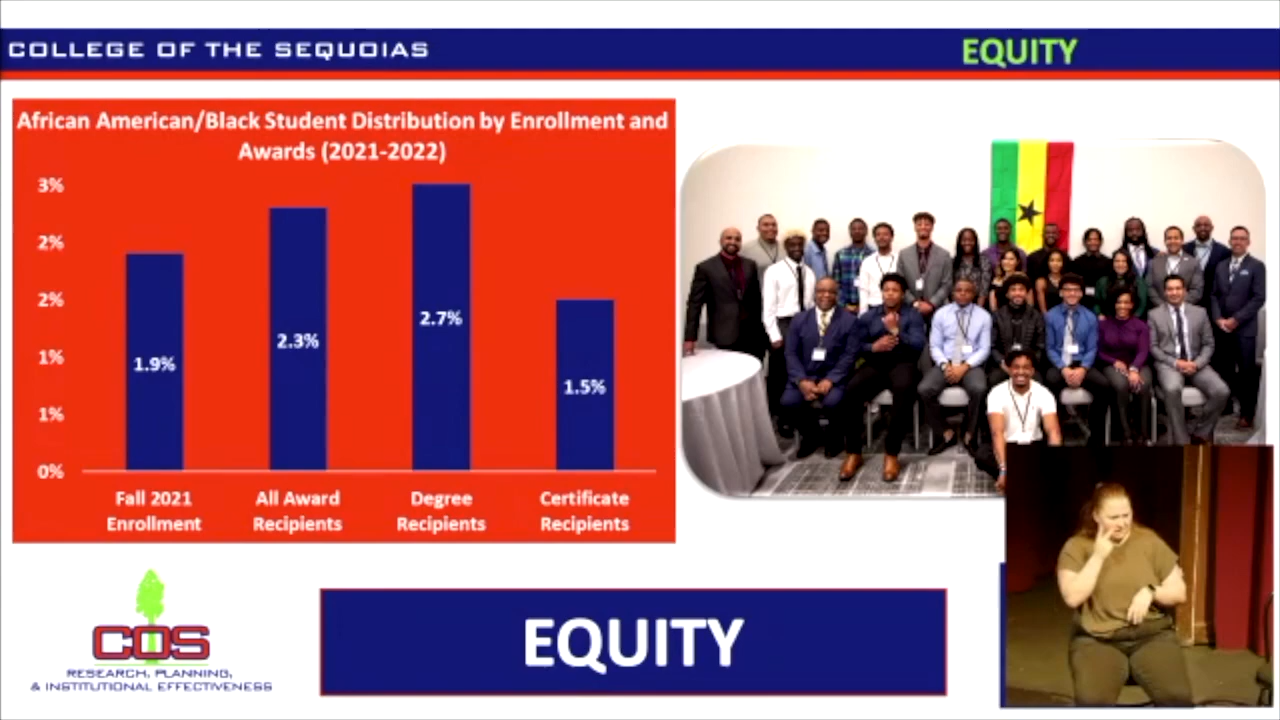 COLLEGE OF THE SEQUOIAS
EQUITY
African American/Black Student Distribution by Enrollment and
Awards (2021-2022)
3%
2%
2%
1%
1%
0%
1.9%
2.3%
2.7%
1.5%
Fall 2021
Enrollment
All Award
Recipients
Degree
Recipients
Certificate
Recipients
COS
RESEARCH, PLANNING,
& INSTITUTIONAL EFFECTIVENESS
EQUITY